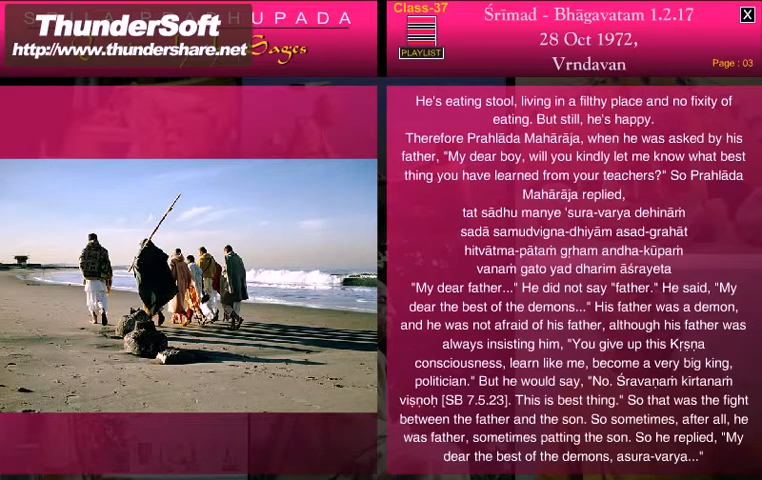 SRILA PRABHUPADA
ThunderSoft
http://www.thundershare.net
Sages
Class-37
PLAYLIST
Śrīmad - Bhāgavatam 1.2.17
28 Oct 1972,
Vrndavan
X
Page : 03
He's eating stool, living in a filthy place and no fixity of
eating. But still, he's happy.
Therefore Prahlāda Mahārāja, when he was asked by his
father, "My dear boy, will you kindly let me know what best
thing you have learned from your teachers?" So Prahlāda
Mahārāja replied,
tat sādhu manye 'sura-varya dehināṁ
sadā samudvigna-dhiyām asad-grahāt
hitvātma-pātaṁ gṛham andha-kūpaṁ
vanaṁ gato yad dharim āśrayeta
"My dear father..." He did not say "father." He said, "My
dear the best of the demons..." His father was a demon,
and he was not afraid of his father, although his father was
always insisting him, "You give up this Kṛṣṇa
consciousness, learn like me, become a very big king,
politician." But he would say, "No. Śravaṇaṁ kīrtanaṁ
viṣṇoḥ [SB 7.5.23]. This is best thing." So that was the fight
between the father and the son. So sometimes, after all, he
was father, sometimes patting the son. So he replied, "My
dear the best of the demons, asura-varya..."